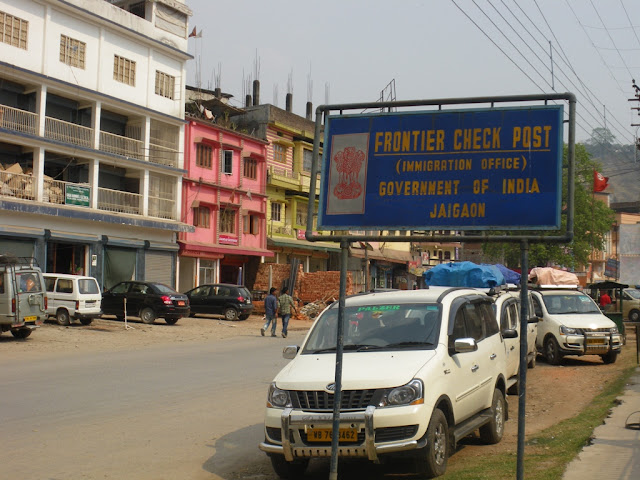 FRONTIER CHECK POST
(IMMIGRATION OFFICE)
GOVERNMENT OF INDIA
JAIGAON